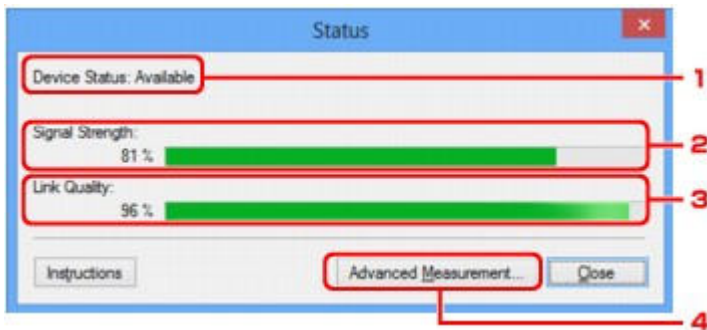 Status
Device Status: Available
1
Signal Strength:
81 %
2
Link Quality:
96 %
3
Instructions
Advanced Measurement...
Close
4